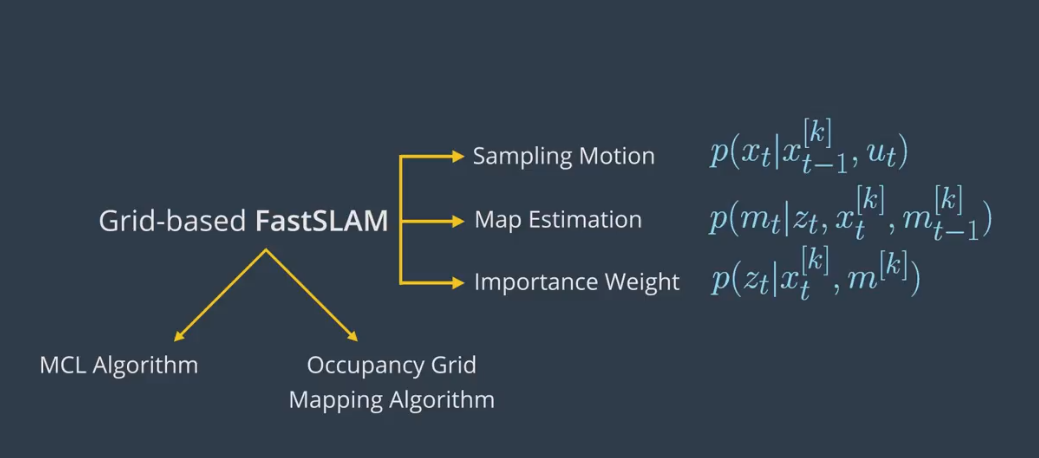 Sampling Motion p(x_t|x_{t-1}^{[k]}, u_t)
Grid-based FastSLAM
Map Estimation p(m_t|z_t, x_t^{[k]}, m_{t-1}^{[k]})
Importance Weight p(z_t|x_t^{[k]}, m^{[k]})
MCL Algorithm
Occupancy Grid
Mapping Algorithm